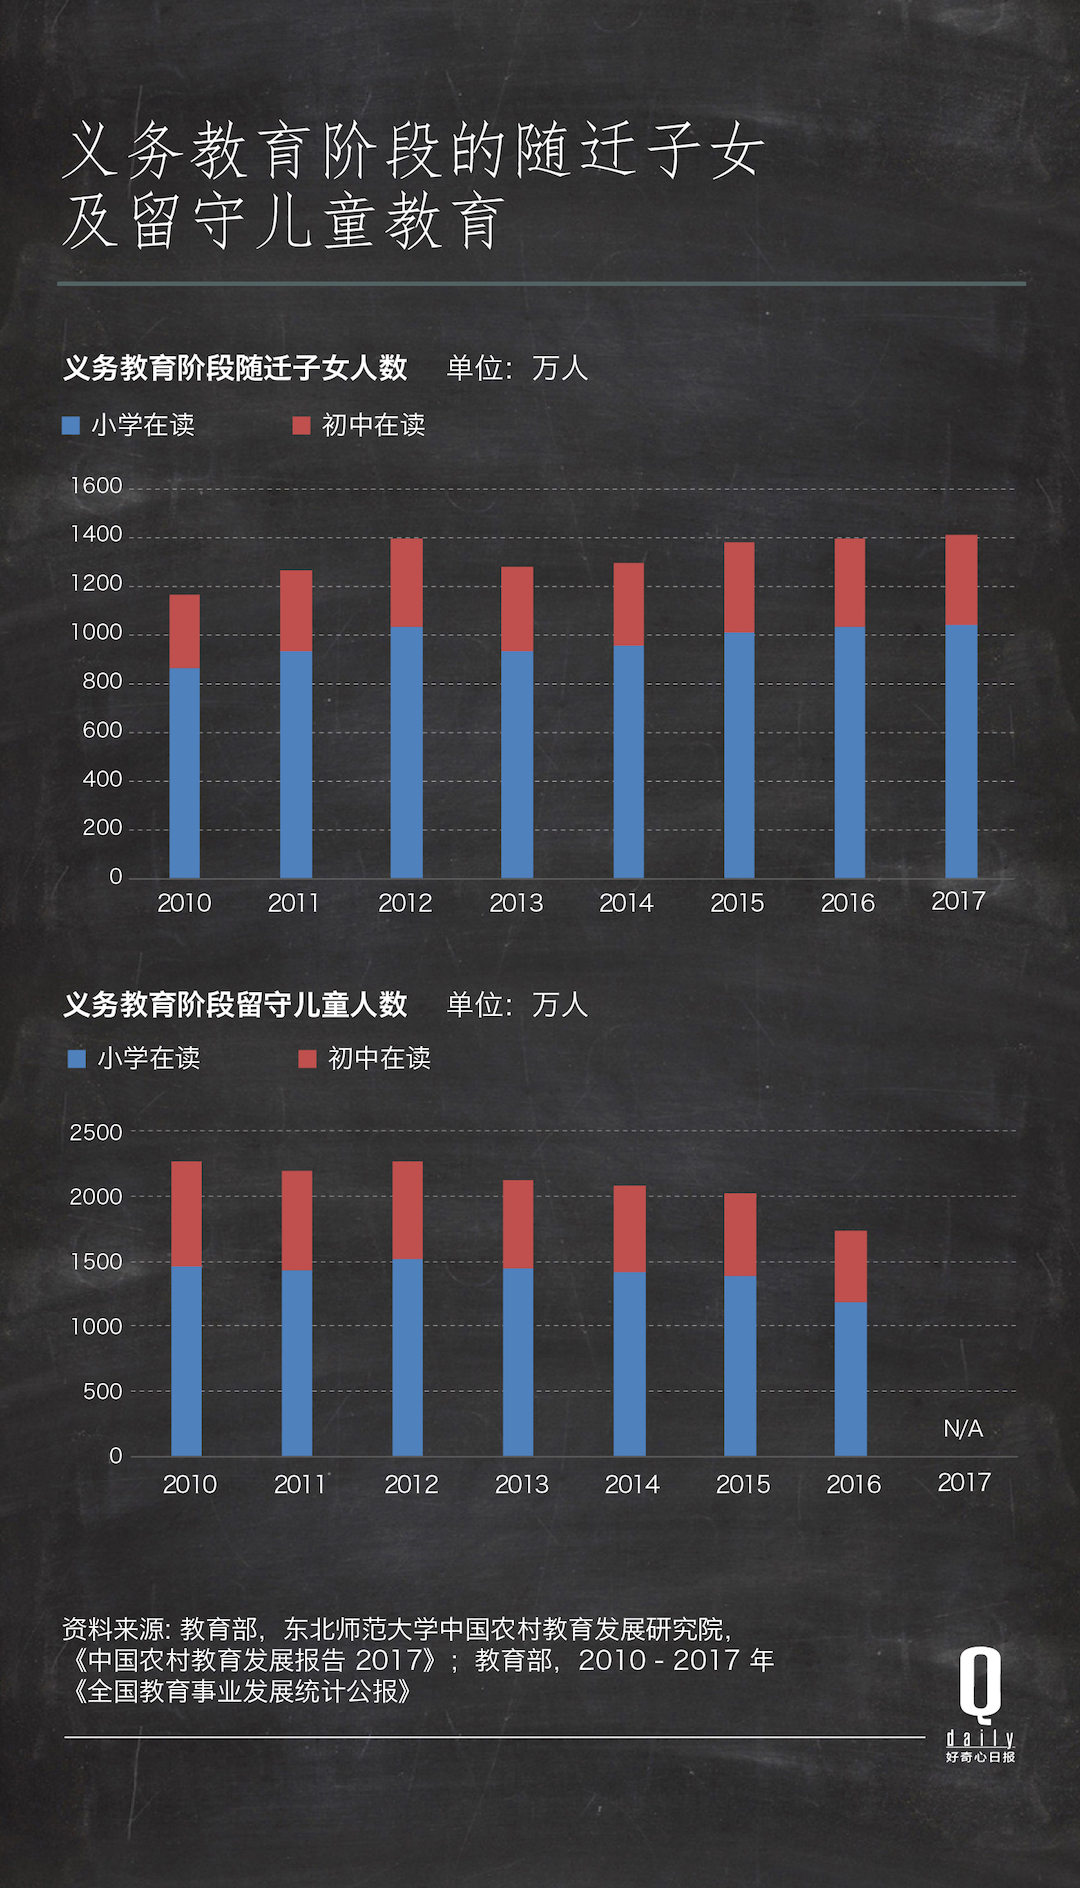 义务教育阶段的随迁子女
及留守儿童教育
义务教育阶段随迁子女人数 单位：万人
小学在读 初中在读
1600
1400
1200
1000
800
600
400
200
0
2010 2011 2012 2013 2014 2015 2016 2017
义务教育阶段留守儿童人数 单位：万人
小学在读 初中在读
2500
2000
1500
1000
500
0
N/A
2010 2011 2012 2013 2014 2015 2016 2017
资料来源: 教育部，东北师范大学中国农村教育发展研究院，
《中国农村教育发展报告 2017》；教育部，2010 - 2017 年
《全国教育事业发展统计公报》
Q
daily
好奇心日报